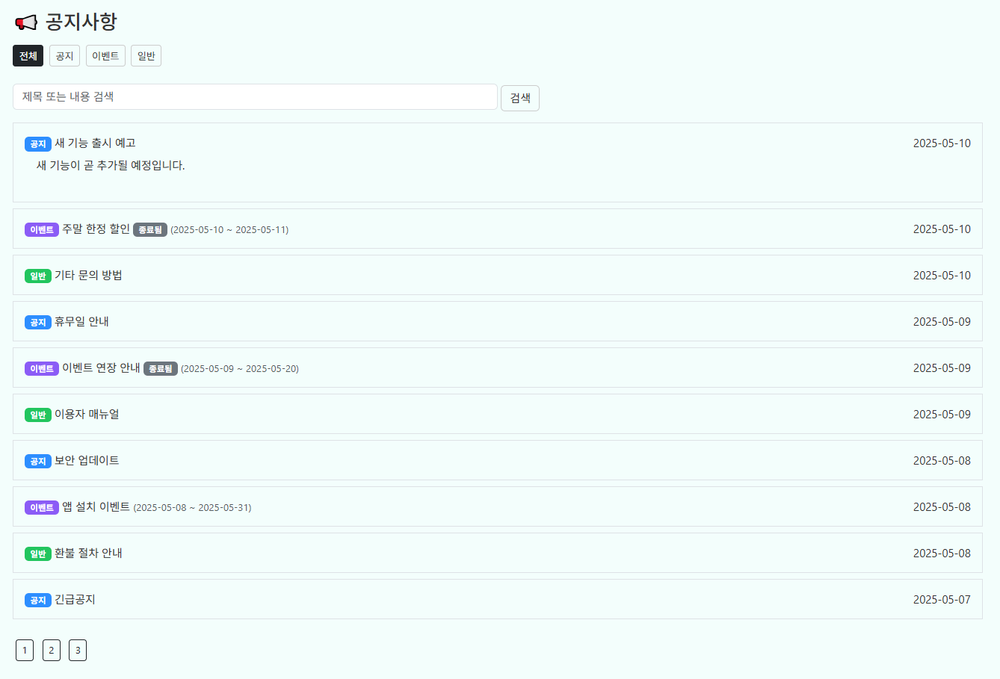 공지사항
전체 공지 이벤트 일반
제목 또는 내용 검색 검색
공지 새 기능 출시 예고 2025-05-10
새 기능이 곧 추가될 예정입니다.
이벤트 주말 한정 할인 종료됨 (2025-05-10 ~ 2025-05-11) 2025-05-10
일반 기타 문의 방법 2025-05-10
공지 휴무일 안내 2025-05-09
이벤트 이벤트 연장 안내 종료됨 (2025-05-09 ~ 2025-05-20) 2025-05-09
일반 이용자 매뉴얼 2025-05-09
공지 보안 업데이트 2025-05-08
이벤트 앱 설치 이벤트 (2025-05-08 ~ 2025-05-31) 2025-05-08
일반 환불 절차 안내 2025-05-08
공지 긴급공지 2025-05-07
1 2 3